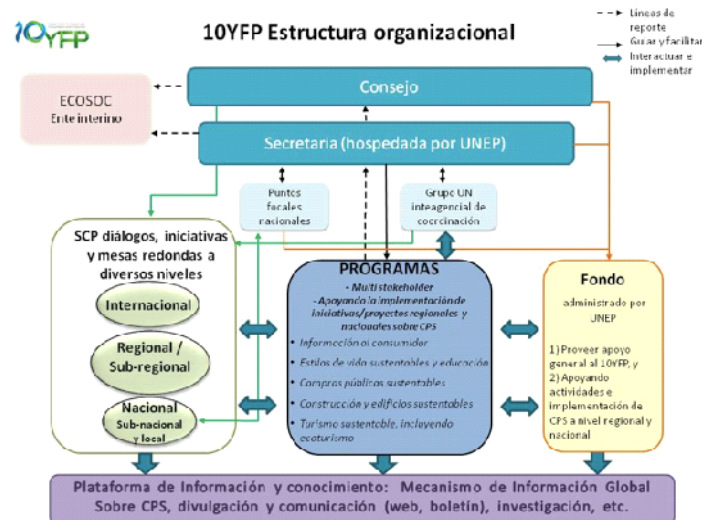 10YFP
10YFP Estructura organizacional
Líneas de
reporte
Guiar y facilitar
Interactuar e
implementar
Consejo
ECOSOC
Ente interino
Secretaria (hospedada por UNEP)
Puntos
focales
nacionales
Grupo UN
inteagencial de
coordinación
SCP diálogos, iniciativas
y mesas redondas a
diversos niveles
Internacional
Regional /
Sub-regional
Nacional
Sub-nacional
y local
PROGRAMAS
- Multi stakeholder
- Apoyando la implementación de
iniciativas/proyectos regionales y
nacionales sobre CPS
• Información al consumidor
• Estilos de vida sustentables y educación
• Compras públicas sustentables
• Construcción y edificios sustentables
• Turismo sustentable, incluyendo
ecoturismo
Fondo
administrado por
UNEP
1) Proveer apoyo
general al 10YFP, y
2) Apoyando
actividades e
implementación de
CPS a nivel regional y
nacional
Plataforma de Información y conocimiento: Mecanismo de Información Global
Sobre CPS, divulgación y comunicación (web, boletín), investigación, etc.